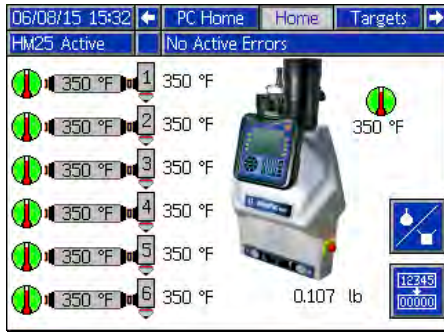 06/08/15 15:32 PC Home Home Targets
HM25 Active No Active Errors
350 °F 1 350 °F
350 °F 2 350 °F
350 °F 3 350 °F
350 °F 4 350 °F
350 °F 5 350 °F
350 °F 6 350 °F
350 °F
0.107 lb
12345
00000